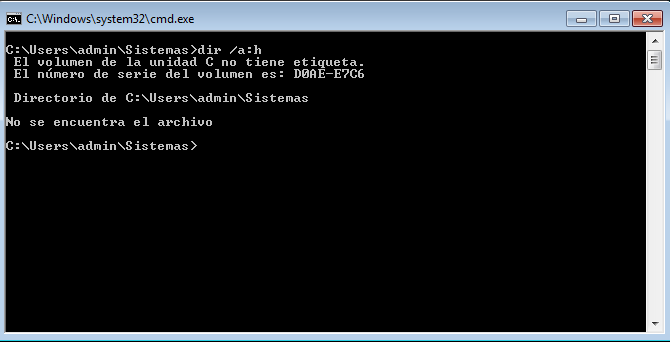 C:\Windows\system32\cmd.exe
C:\Users\admin\Sistemas>dir /a:h
El volumen de la unidad C no tiene etiqueta.
El número de serie del volumen es: D0AE-E7C6
Directorio de C:\Users\admin\Sistemas
No se encuentra el archivo
C:\Users\admin\Sistemas>